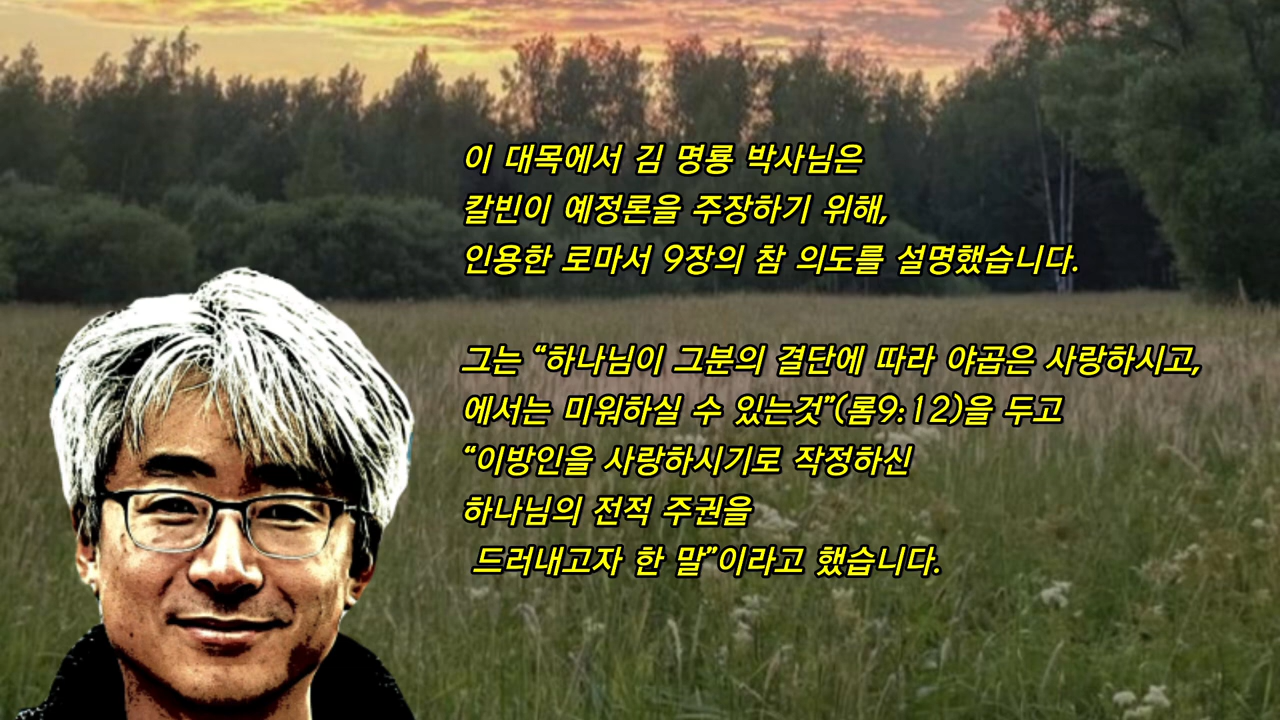 이 대목에서 김 명룡 박사님은
칼빈이 예정론을 주장하기 위해,
인용한 로마서 9장의 참 의도를 설명했습니다.
그는 “하나님이 그분의 결단에 따라 야곱은 사랑하시고,
에서는 미워하실 수 있는것”(롬9:12)을 두고
“이방인을 사랑하시기로 작정하신
하나님의 전적 주권을
드러내고자 한 말”이라고 했습니다.